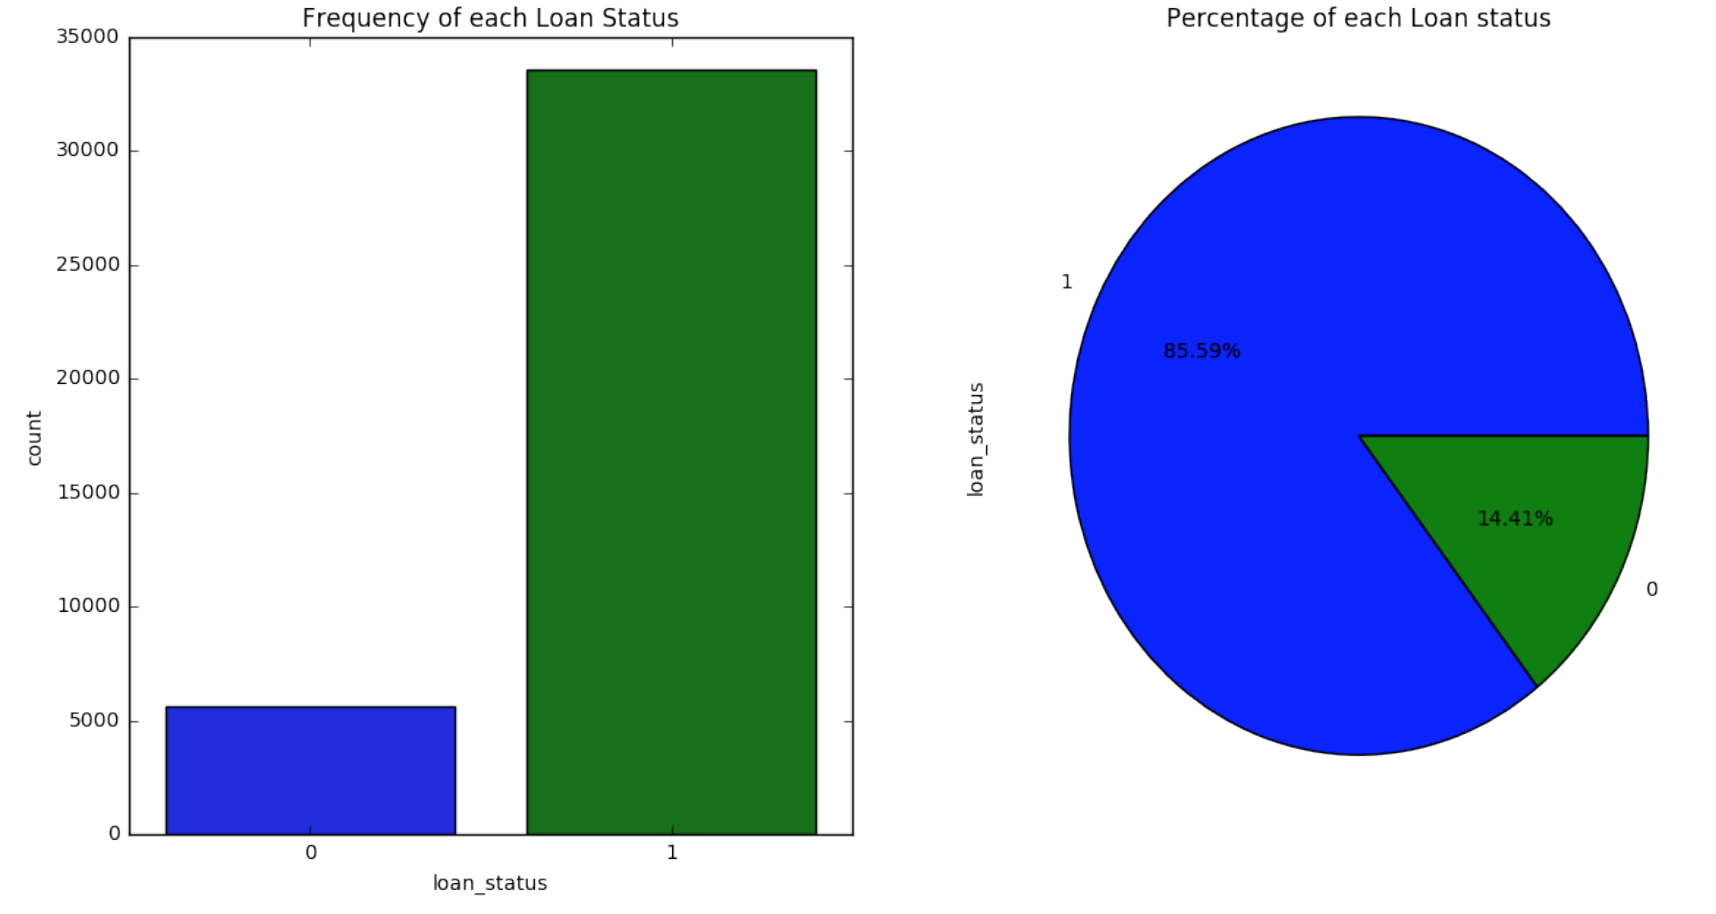 Frequency of each Loan Status
35000
30000
25000
20000
15000
10000
5000
0
count
0 1
loan_status
Percentage of each Loan status
1
85.59%
loan_status
14.41%
0